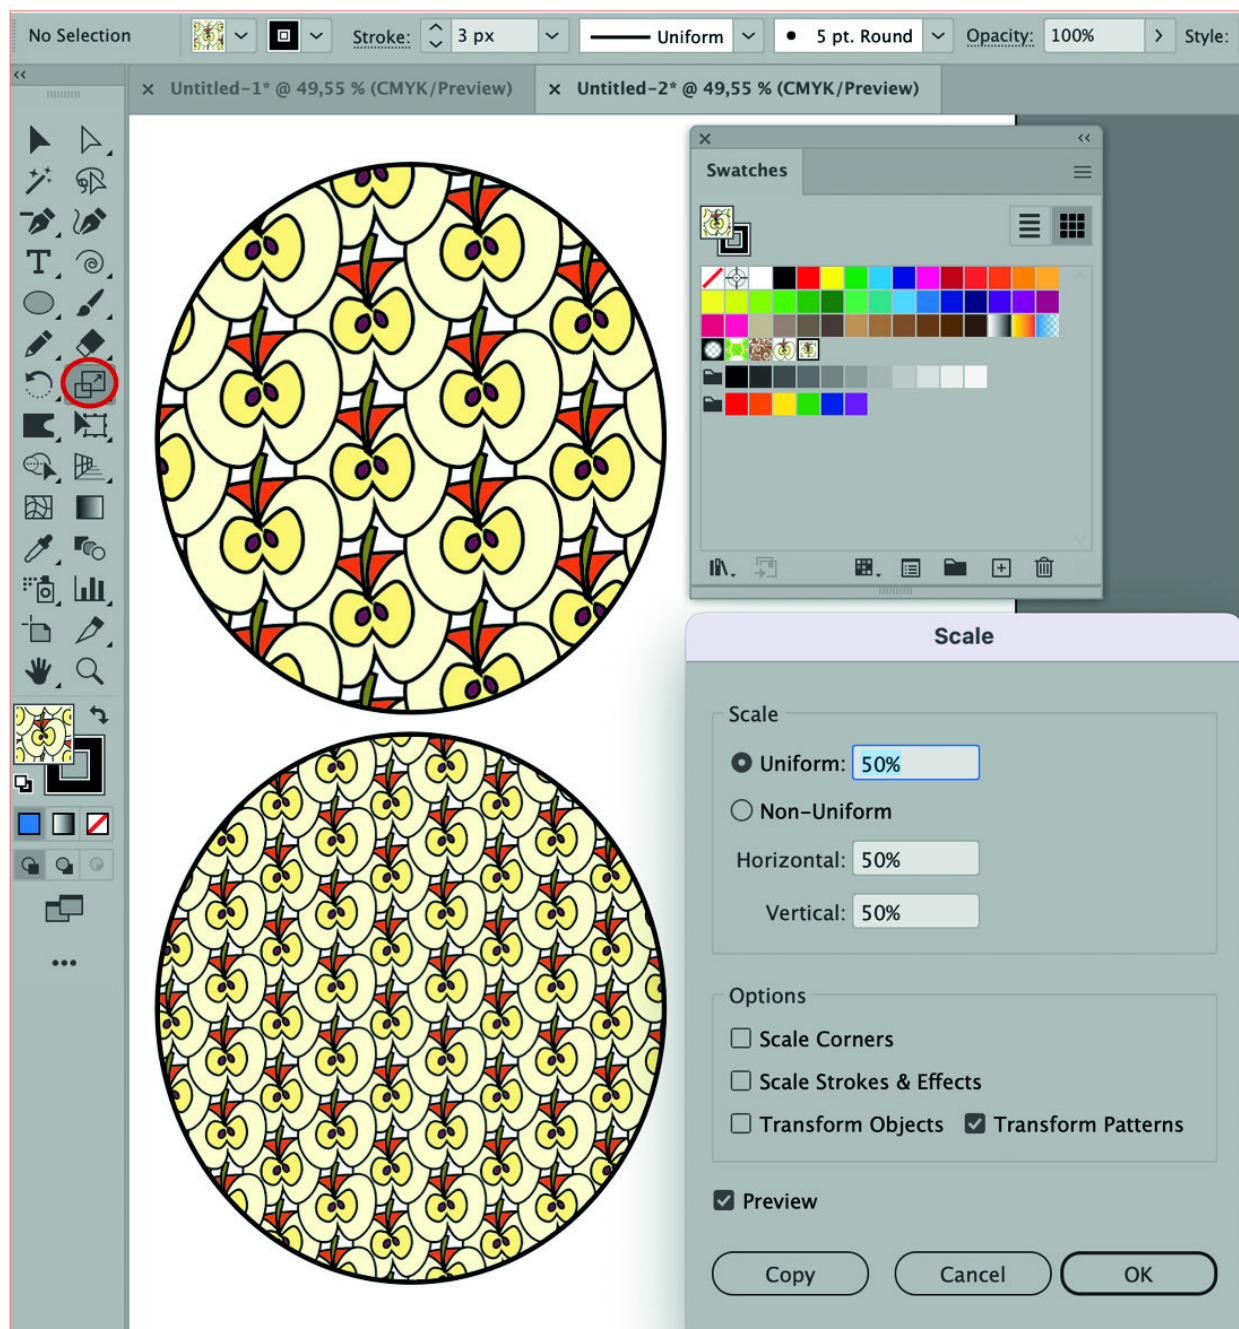 No Selection Stroke: 3 px Uniform 5 pt. Round Opacity: 100% Style:
Untitled-1* @ 49,55 % (CMYK/Preview) Untitled-2* @ 49,55 % (CMYK/Preview)
Swatches
Scale
Scale
Uniform: 50%
Non-Uniform
Horizontal: 50%
Vertical: 50%
Options
Scale Corners
Scale Strokes & Effects
Transform Objects Transform Patterns
Preview
Copy Cancel OK